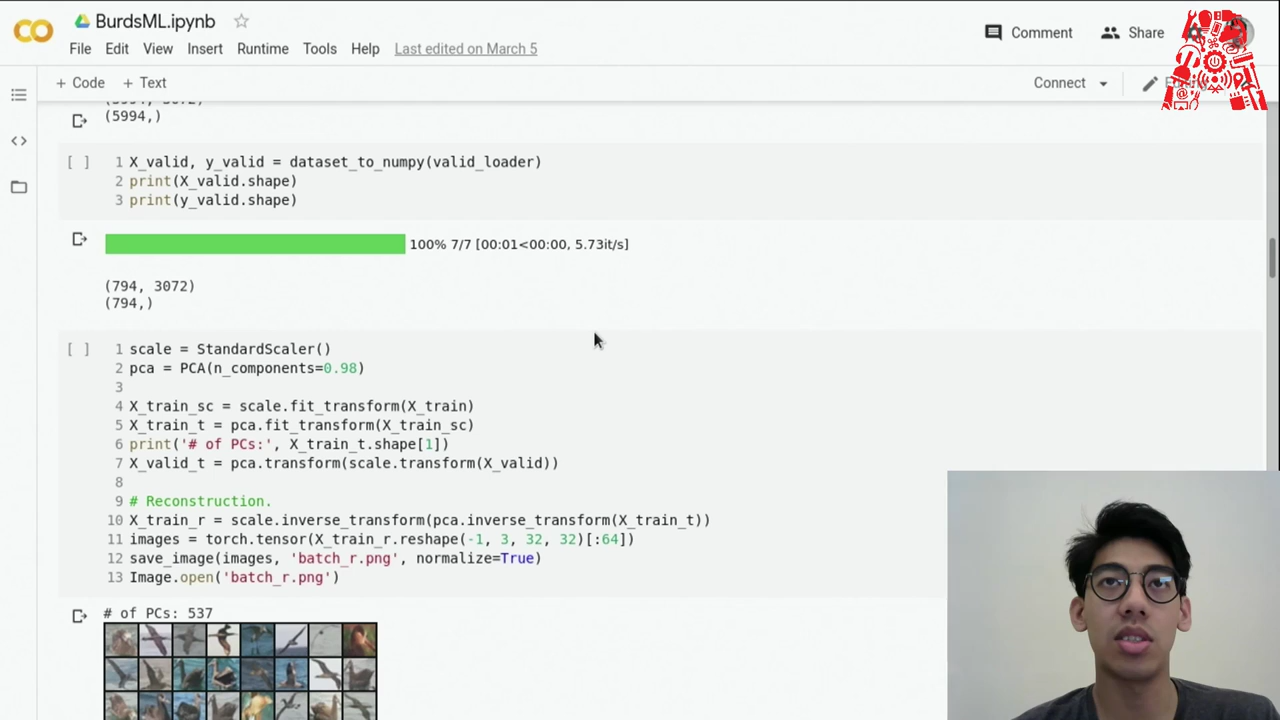 BurdsML.ipynb
File Edit View Insert Runtime Tools Help Last edited on March 5
Comment Share
+ Code + Text
Connect
(5994, 3072)
(5994,)
[ ] 1 X_valid, y_valid = dataset_to_numpy(valid_loader)
2 print(X_valid.shape)
3 print(y_valid.shape)
100% 7/7 [00:01<00:00, 5.73it/s]
(794, 3072)
(794,)
[ ] 1 scale = StandardScaler()
2 pca = PCA(n_components=0.98)
3
4 X_train_sc = scale.fit_transform(X_train)
5 X_train_t = pca.fit_transform(X_train_sc)
6 print('# of PCs:', X_train_t.shape[1])
7 X_valid_t = pca.transform(scale.transform(X_valid))
8
9 # Reconstruction.
10 X_train_r = scale.inverse_transform(pca.inverse_transform(X_train_t))
11 images = torch.tensor(X_train_r.reshape(-1, 3, 32, 32)[:64])
12 save_image(images, 'batch_r.png', normalize=True)
13 Image.open('batch_r.png')
# of PCs: 537